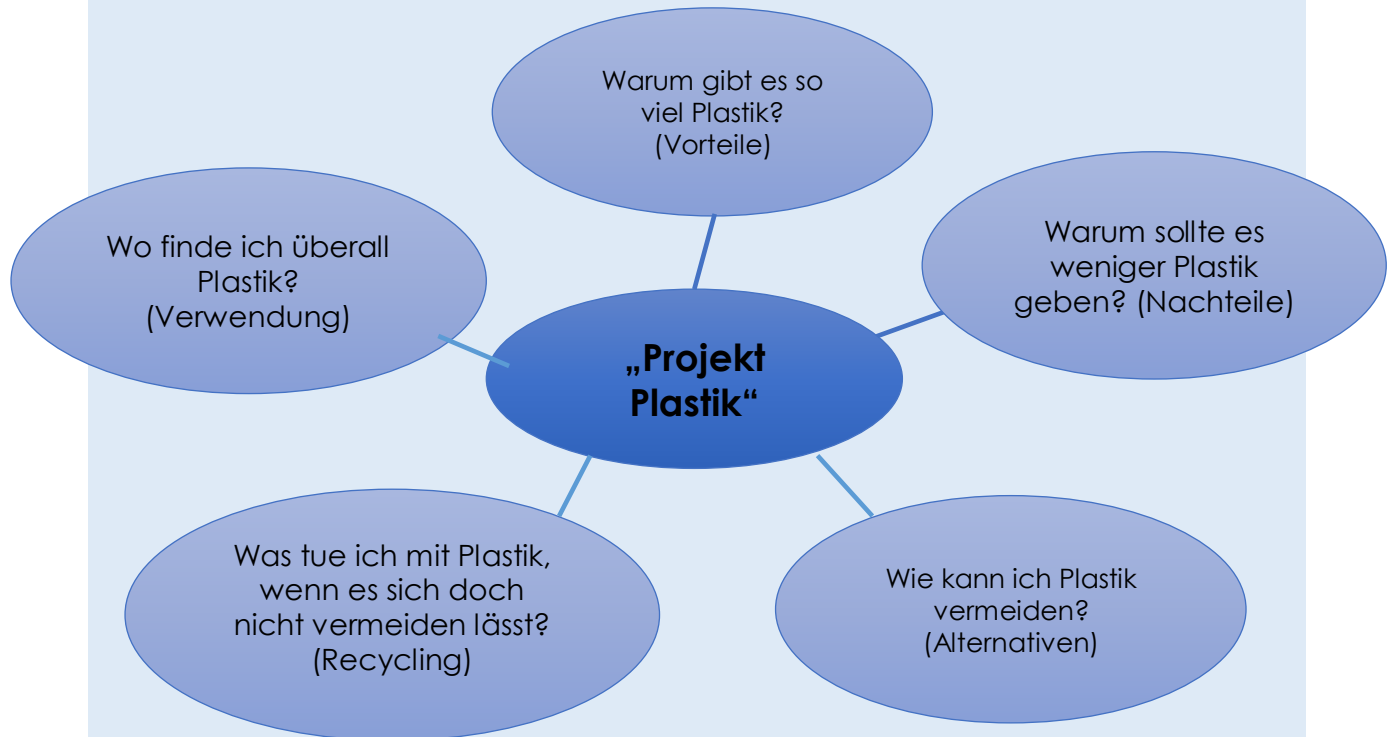 Warum gibt es so
viel Plastik?
(Vorteile)
Wo finde ich überall
Plastik?
(Verwendung)
Warum sollte es
weniger Plastik
geben? (Nachteile)
„Projekt
Plastik“
Was tue ich mit Plastik,
wenn es sich doch
nicht vermeiden lässt?
(Recycling)
Wie kann ich Plastik
vermeiden?
(Alternativen)